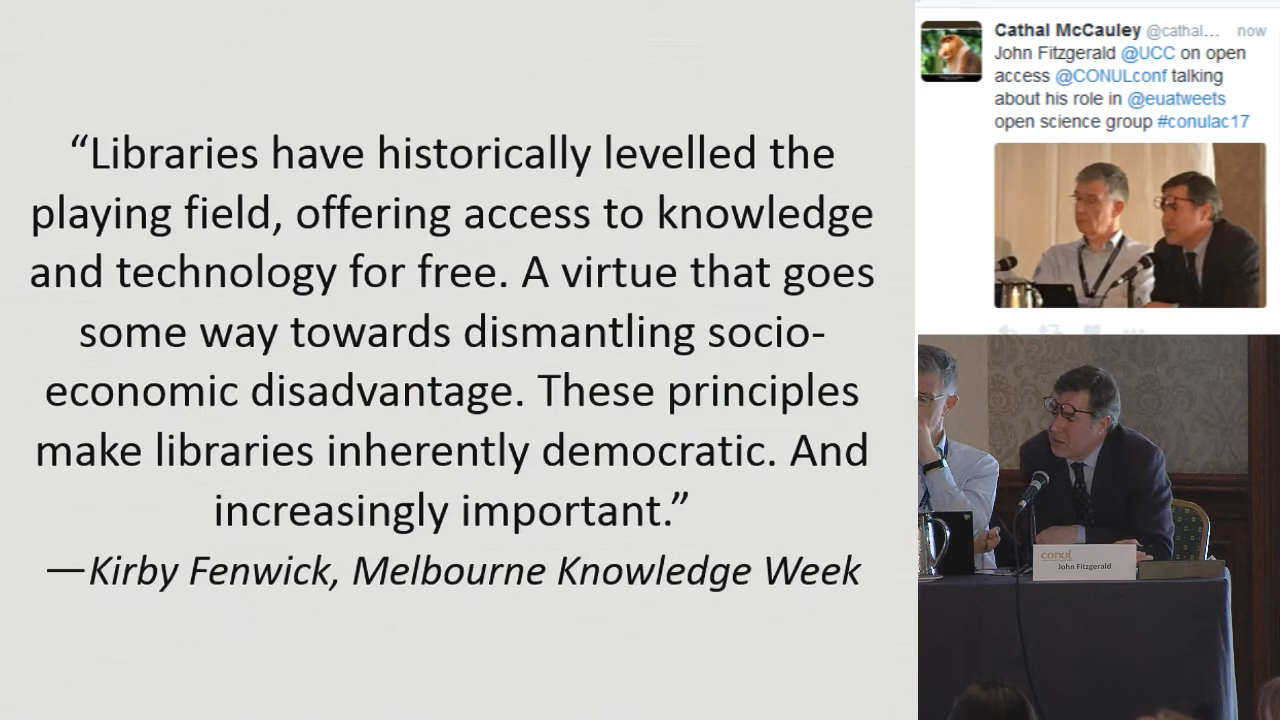 “Libraries have historically levelled the
playing field, offering access to knowledge
and technology for free. A virtue that goes
some way towards dismantling socio-
economic disadvantage. These principles
make libraries inherently democratic. And
increasingly important.”
—Kirby Fenwick, Melbourne Knowledge Week
Cathal McCauley @cathal... now
John Fitzgerald @UCC on open
access @CONULconf talking
about his role in @euatweets
open science group #conulac17
conul
John Fitzgerald